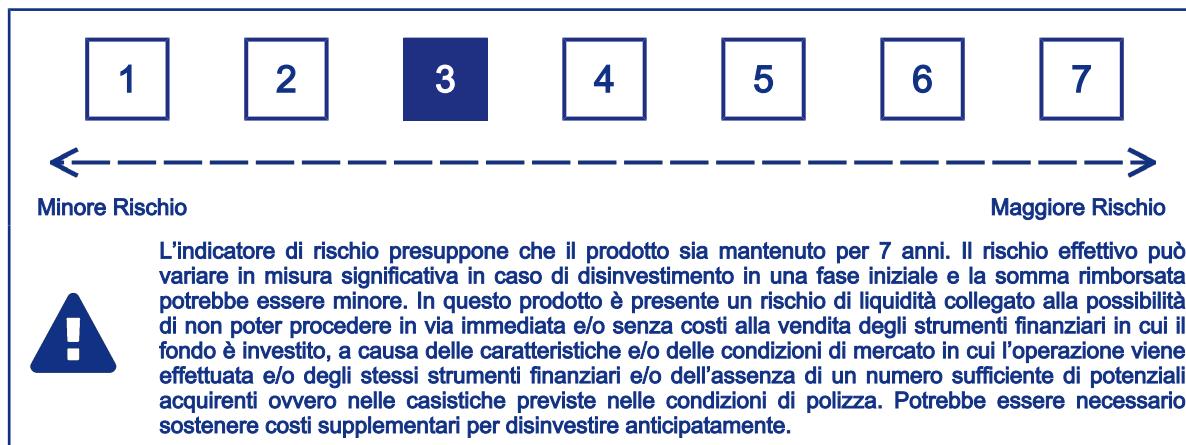 1 2 3 4 5 6 7
Minore Rischio Maggiore Rischio
L'indicatore di rischio presuppone che il prodotto sia mantenuto per 7 anni. Il rischio effettivo può
variare in misura significativa in caso di disinvestimento in una fase iniziale e la somma rimborsata
potrebbe essere minore. In questo prodotto è presente un rischio di liquidità collegato alla possibilità
di non poter procedere in via immediata e/o senza costi alla vendita degli strumenti finanziari in cui il
fondo è investito, a causa delle caratteristiche e/o delle condizioni di mercato in cui l'operazione viene
effettuata e/o degli stessi strumenti finanziari e/o dell'assenza di un numero sufficiente di potenziali
acquirenti ovvero nelle casistiche previste nelle condizioni di polizza. Potrebbe essere necessario
sostenere costi supplementari per disinvestire anticipatamente.